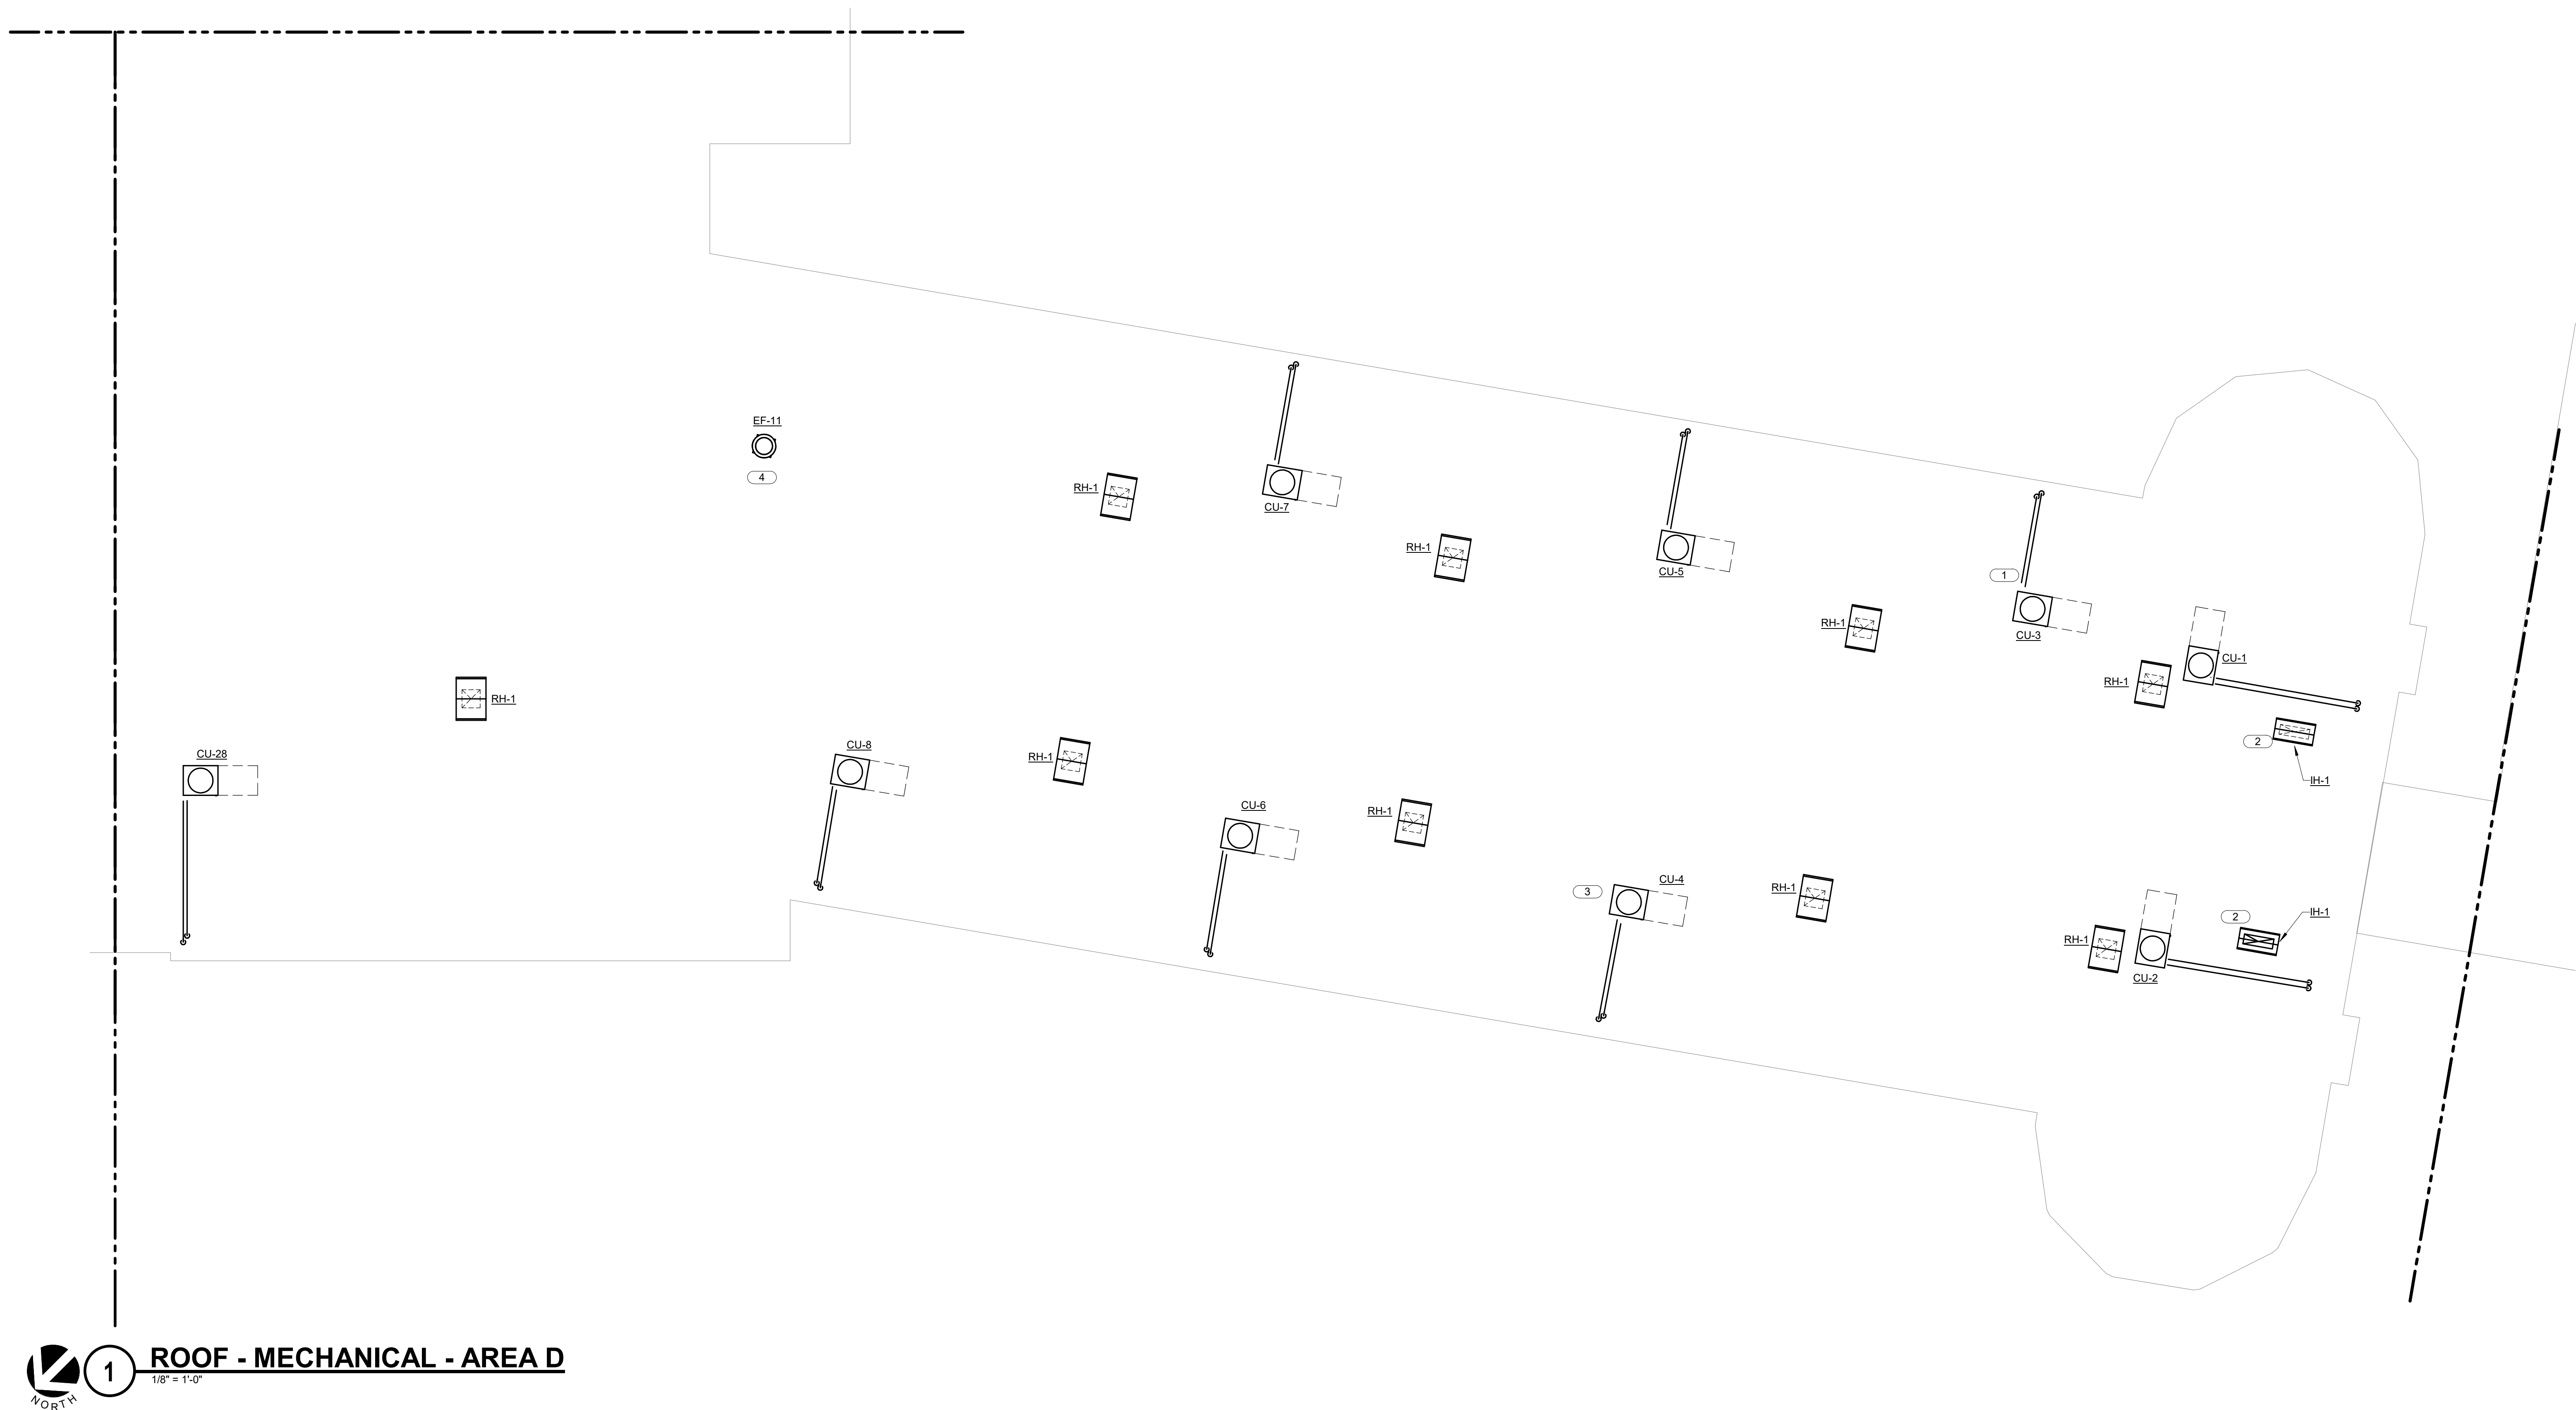 EF-11
4
RH-1
CU-7
RH-1
CU-5
1
CU-3
RH-1
CU-1
RH-1
2
IH-1
RH-1
CU-28
CU-8
RH-1
CU-6
RH-1
3
CU-4
RH-1
2
IH-1
RH-1
CU-2
1
ROOF - MECHANICAL - AREA D
1/8" = 1'-0"
NORTH